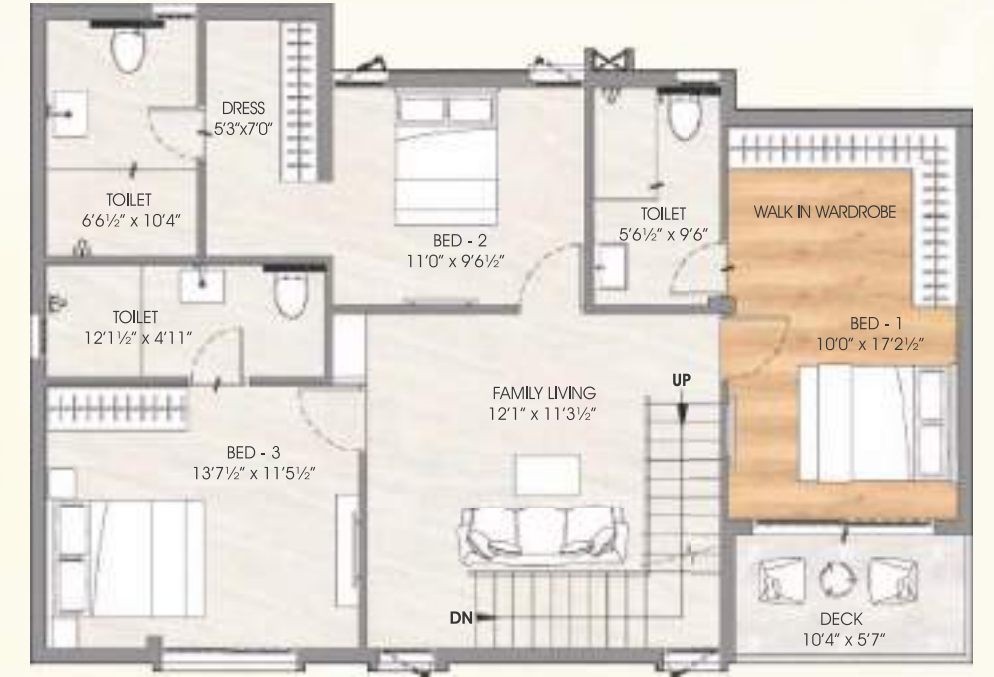 DRESS
5'3"x7'0"
TOILET
6'6½" x 10'4"
BED - 2
11'0" x 9'6½"
TOILET
5'6½" x 9'6"
WALK IN WARDROBE
TOILET
12'1½" x 4'11"
BED - 1
10'0" x 17'2½"
FAMILY LIVING
12'1" x 11'3½"
UP
BED - 3
13'7½" x 11'5½"
DN
DECK
10'4" x 5'7"